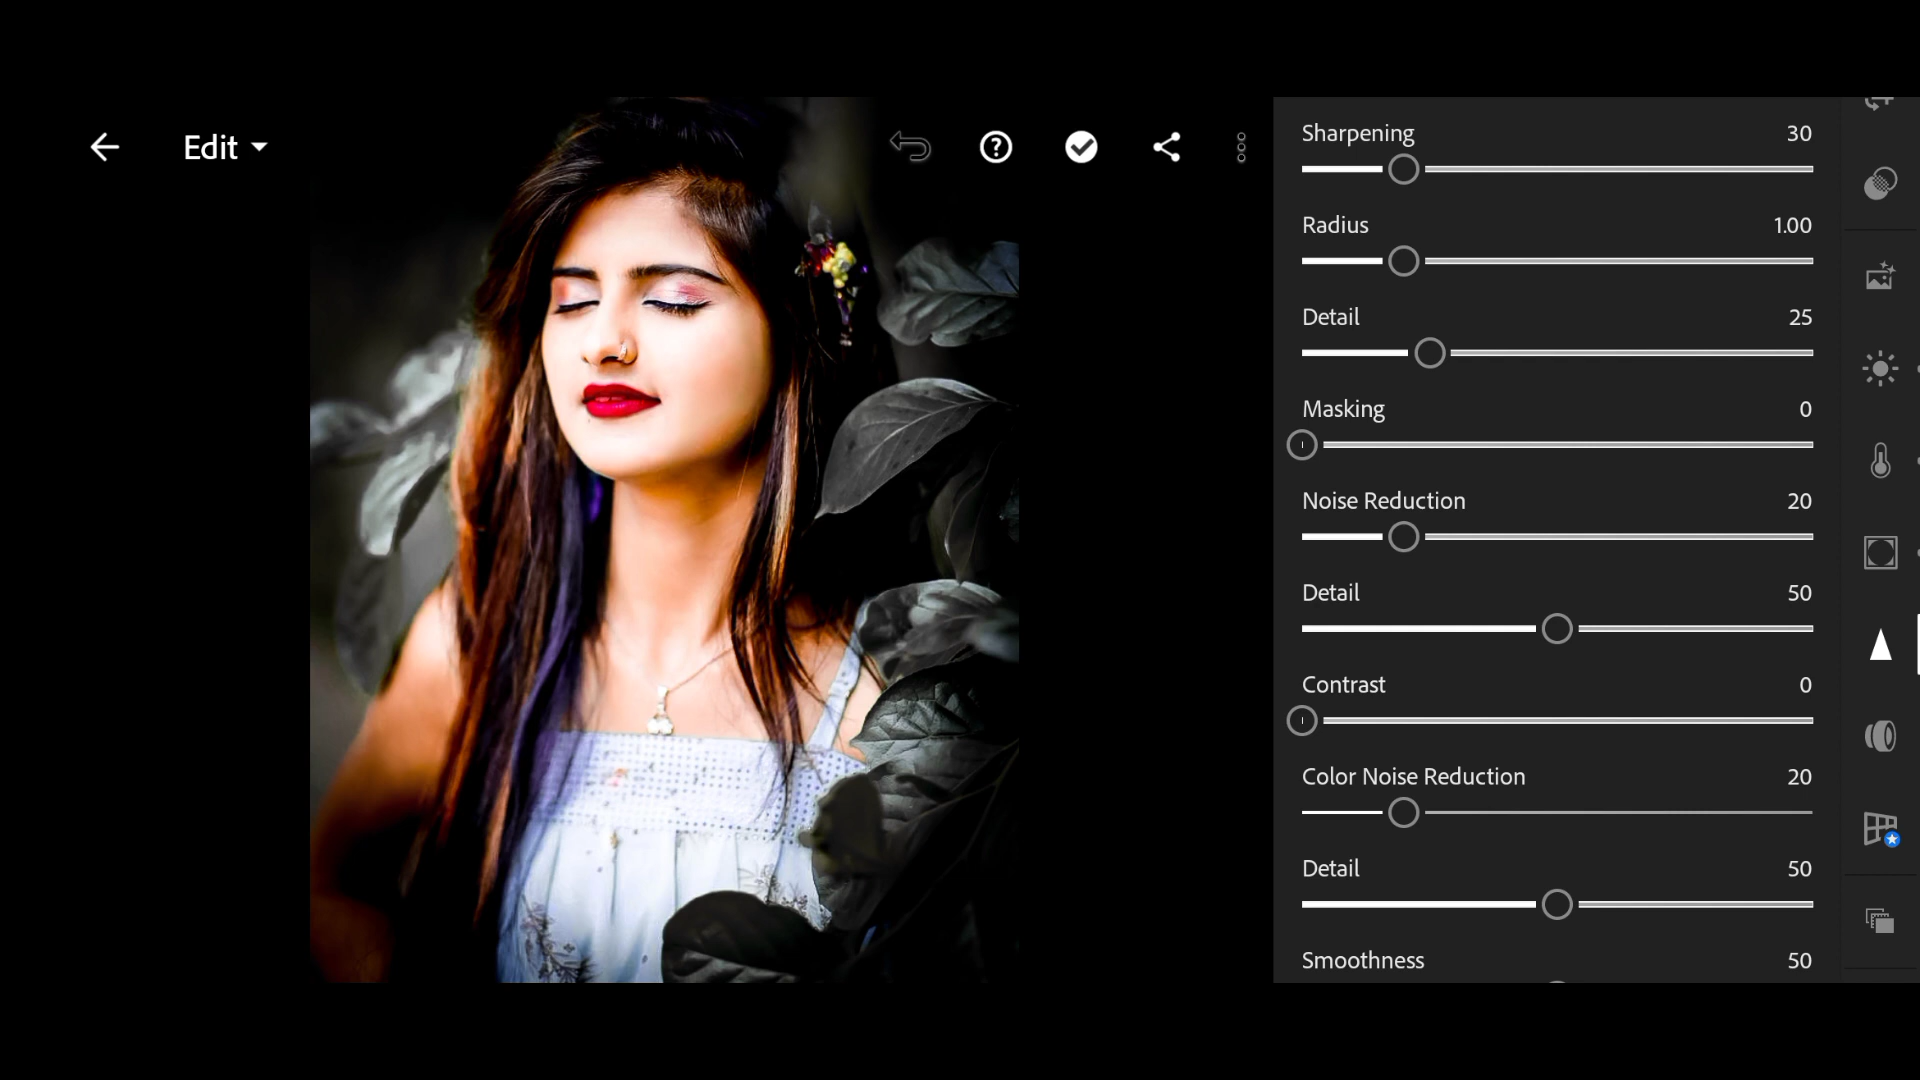 Edit
Sharpening 30
Radius 1.00
Detail 25
Masking 0
Noise Reduction 20
Detail 50
Contrast 0
Color Noise Reduction 20
Detail 50
Smoothness 50